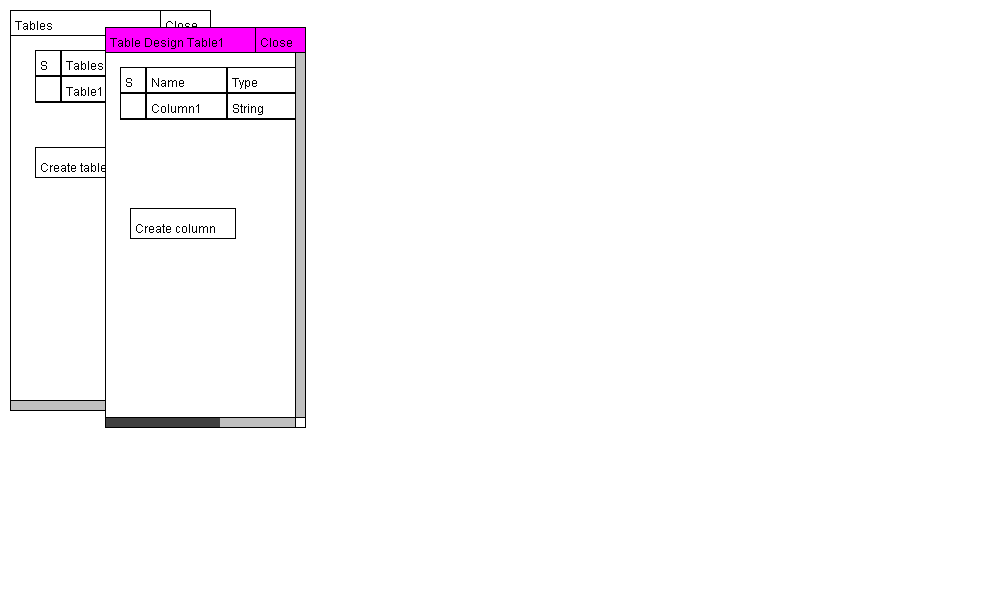 Tables Close
S Tables
Table1
Create table
Table Design Table1 Close
S Name Type
Column1 String
Create column